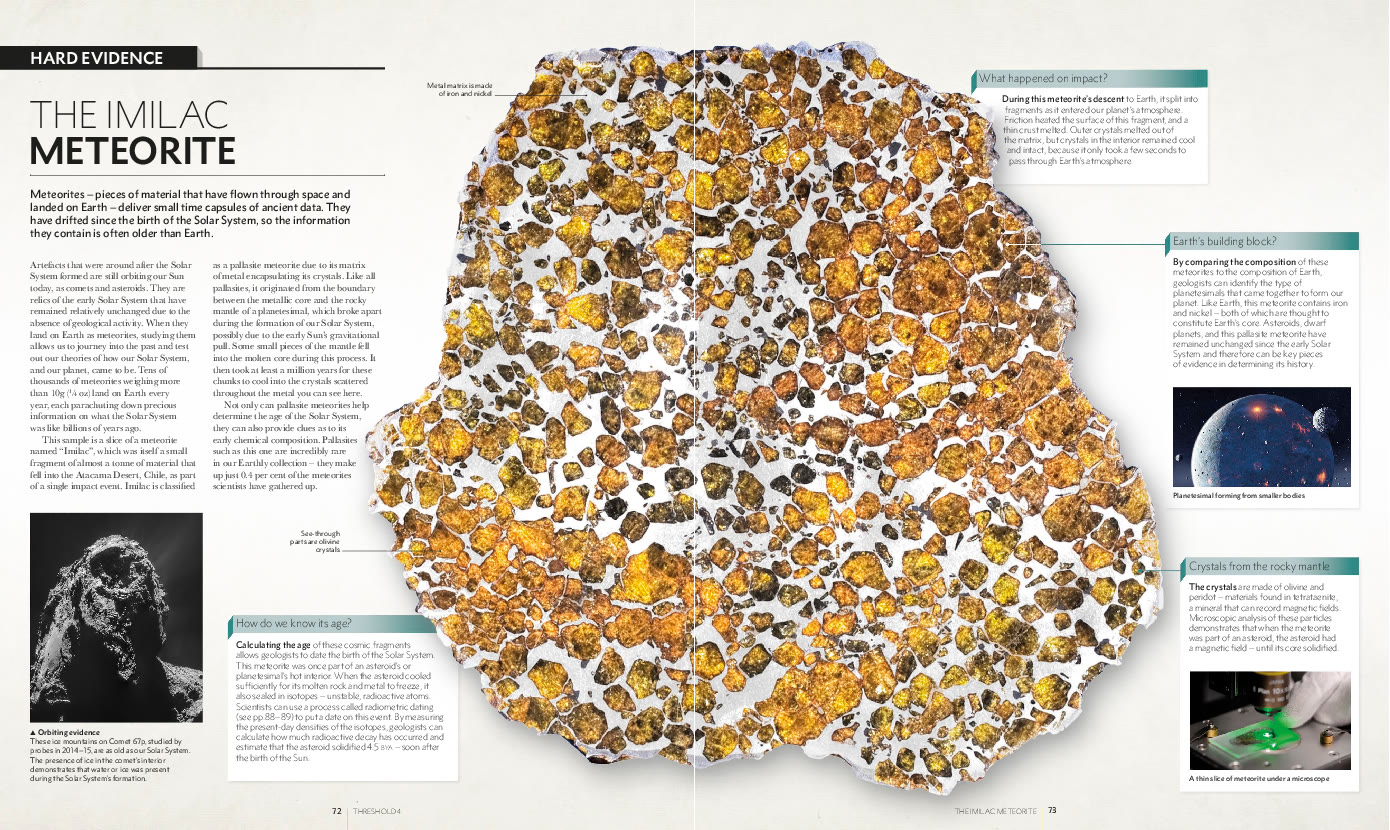 HARD EVIDENCE
THE IMILAC
METEORITE
Meteorites – pieces of material that have flown through space and
landed on Earth – deliver small time capsules of ancient data. They
have drifted since the birth of the Solar System, so the information
they contain is often older than Earth.
Artefacts that were around after the Solar
System formed are still orbiting our Sun
today, as comets and asteroids. They are
relics of the early Solar System that have
remained relatively unchanged due to the
absence of geological activity. When they
land on Earth as meteorites, studying them
allows us to journey into the past and test
out our theories of how our Solar System,
and our planet, came to be. Tens of
thousands of meteorites weighing more
than 10g (¼ oz) land on Earth every
year, each parachuting down precious
information on what the Solar System
was like billions of years ago.
This sample is a slice of a meteorite
named “Imilac”, which was itself a small
fragment of almost a tonne of material that
fell into the Atacama Desert, Chile, as part
of a single impact event. Imilac is classified
as a pallasite meteorite due to its matrix
of metal encapsulating its crystals. Like all
pallasites, it originated from the boundary
between the metallic core and the rocky
mantle of a planetesimal, which broke apart
during the formation of our Solar System,
possibly due to the early Sun’s gravitational
pull. Some small pieces of the mantle fell
into the molten core during this process. It
then took at least a million years for these
chunks to cool into the crystals scattered
throughout the metal you can see here.
Not only can pallasite meteorites help
determine the age of the Solar System,
they can also provide clues as to its
early chemical composition. Pallasites
such as this one are incredibly rare
in our Earthly collection – they make
up just 0.4 per cent of the meteorites
scientists have gathered up.
▲ Orbiting evidence
These ice mountains on Comet 67p, studied by
probes in 2014–15, are as old as our Solar System.
The presence of ice in the comet's interior
demonstrates that water or ice was present
during the Solar System's formation.
Metal matrix is made
of iron and nickel
See-through
parts are olivine
crystals
How do we know its age?
Calculating the age of these cosmic fragments
allows geologists to date the birth of the Solar System.
This meteorite was once part of an asteroid's or
planetesimal's hot interior. When the asteroid cooled
sufficiently for its molten rock and metal to freeze, it
also sealed in isotopes – unstable, radioactive atoms.
Scientists can use a process called radiometric dating
(see pp.88–89) to put a date on this event. By measuring
the present-day densities of the isotopes, geologists can
calculate how much radioactive decay has occurred and
estimate that the asteroid solidified 4.5 BYA – soon after
the birth of the Sun.
72 THRESHOLD 4
What happened on impact?
During this meteorite's descent to Earth, it split into
fragments as it entered our planet's atmosphere.
Friction heated the surface of this fragment, and a
thin crust melted. Outer crystals melted out of
the matrix, but crystals in the interior remained cool
and intact, because it only took a few seconds to
pass through Earth's atmosphere.
Earth's building block?
By comparing the composition of these
meteorites to the composition of Earth,
geologists can identify the type of
planetesimals that came together to form our
planet. Like Earth, this meteorite contains iron
and nickel – both of which are thought to
constitute Earth's core. Asteroids, dwarf
planets, and this pallasite meteorite have
remained unchanged since the early Solar
System and therefore can be key pieces
of evidence in determining its history.
Planetesimal forming from smaller bodies
Crystals from the rocky mantle
The crystals are made of olivine and
peridot – materials found in tetrataenite,
a mineral that can record magnetic fields.
Microscopic analysis of these particles
demonstrates that when the meteorite
was part of an asteroid, the asteroid had
a magnetic field – until its core solidified.
A thin slice of meteorite under a microscope
THE IMILAC METEORITE 73